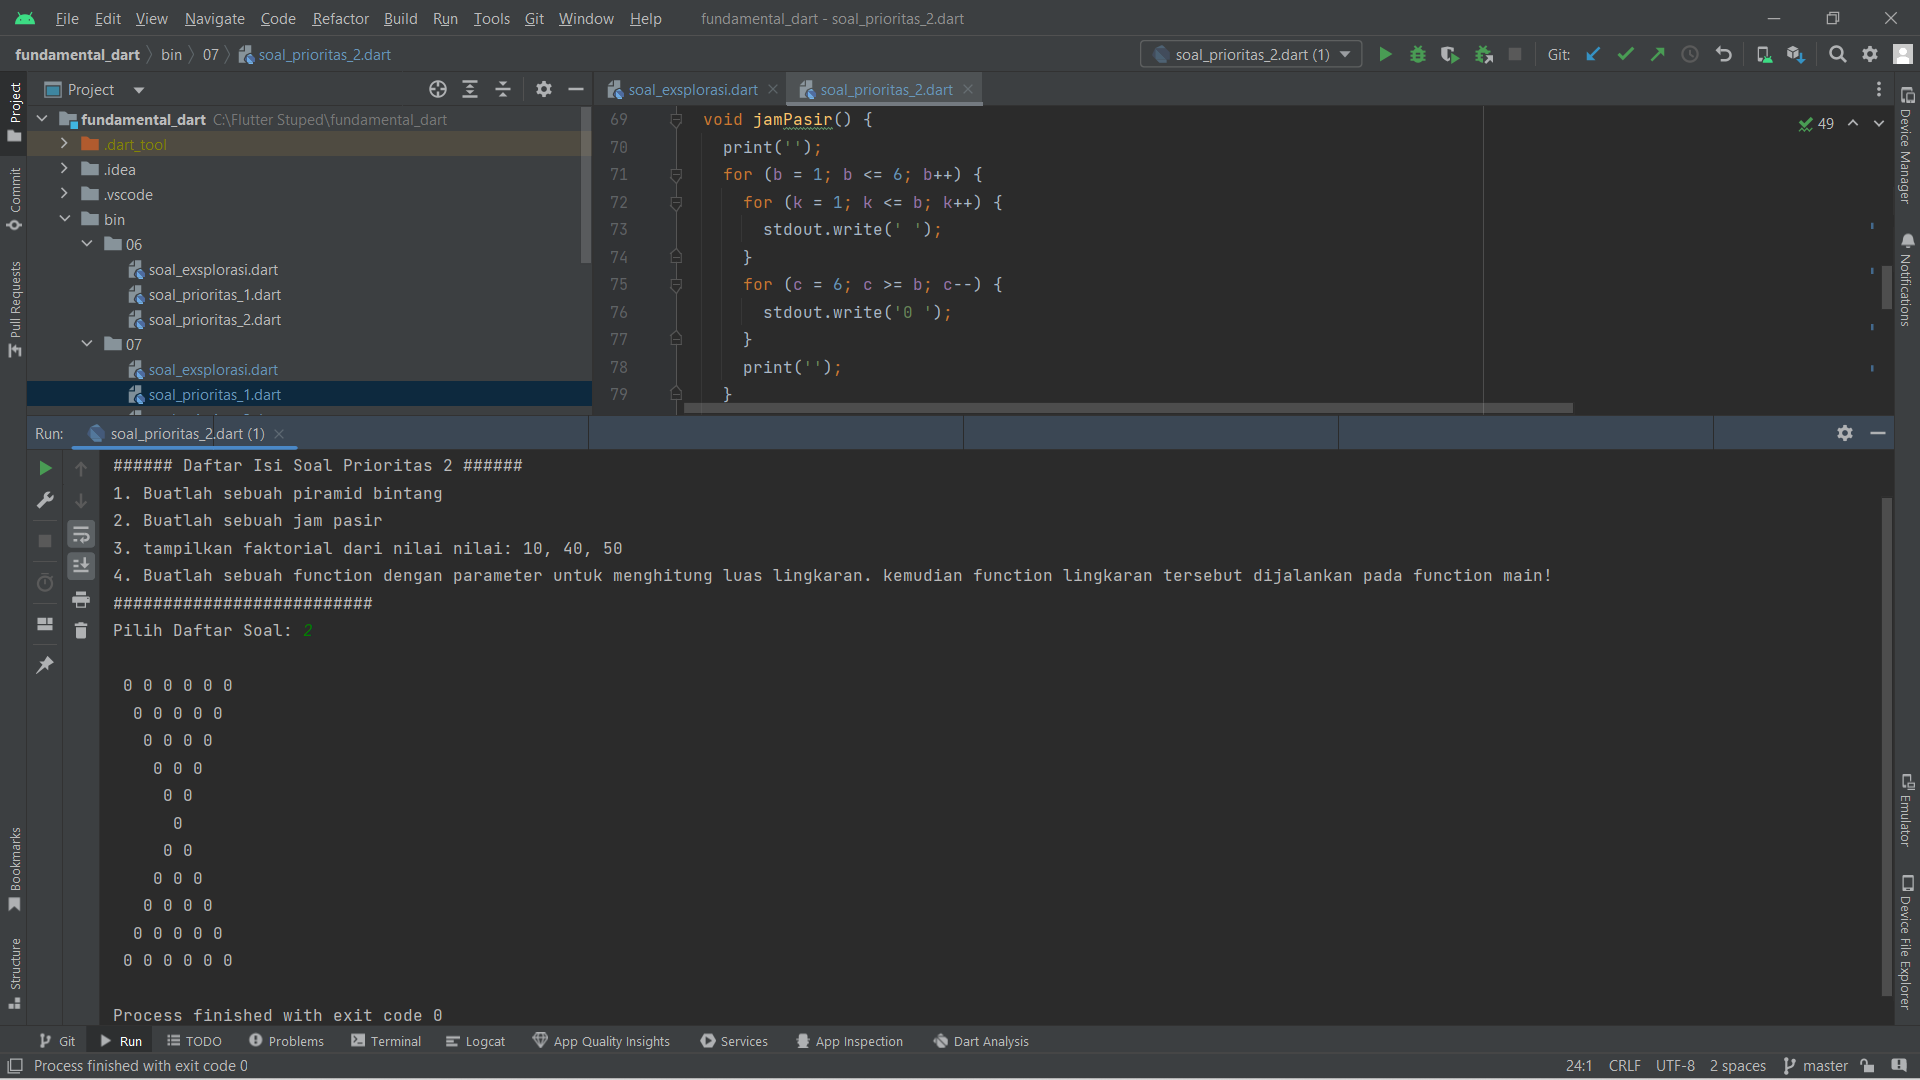 File Edit View Navigate Code Refactor Build Run Tools Git Window Help fundamental_dart - soal_prioritas_2.dart
fundamental_dart bin 07 soal_prioritas_2.dart soal_prioritas_2.dart (1) Git:
Project
soal_exsplorasi.dart soal_prioritas_2.dart
fundamental_dart C:\Flutter Stuped\fundamental_dart
.dart_tool
.idea
.vscode
bin
06
soal_exsplorasi.dart
soal_prioritas_1.dart
soal_prioritas_2.dart
07
soal_exsplorasi.dart
soal_prioritas_1.dart
69 void jamPasir() {
70 print('');
71 for (b = 1; b <= 6; b++) {
72 for (k = 1; k <= b; k++) {
73 stdout.write(' ');
74 }
75 for (c = 6; c >= b; c--) {
76 stdout.write('0 ');
77 }
78 print('');
79 }
49
Project
Commit
Pull Requests
Bookmarks
Structure
Device Manager
Notifications
Emulator
Device File Explorer
Run: soal_prioritas_2.dart (1)
###### Daftar Isi Soal Prioritas 2 ######
1. Buatlah sebuah piramid bintang
2. Buatlah sebuah jam pasir
3. tampilkan faktorial dari nilai nilai: 10, 40, 50
4. Buatlah sebuah function dengan parameter untuk menghitung luas lingkaran. kemudian function lingkaran tersebut dijalankan pada function main!
##########################
Pilih Daftar Soal: 2
0 0 0 0 0 0
0 0 0 0 0
0 0 0 0
0 0 0
0 0
0
0 0
0 0 0
0 0 0 0
0 0 0 0 0
0 0 0 0 0 0
Process finished with exit code 0
Git Run TODO Problems Terminal Logcat App Quality Insights Services App Inspection Dart Analysis
Process finished with exit code 0 24:1 CRLF UTF-8 2 spaces master